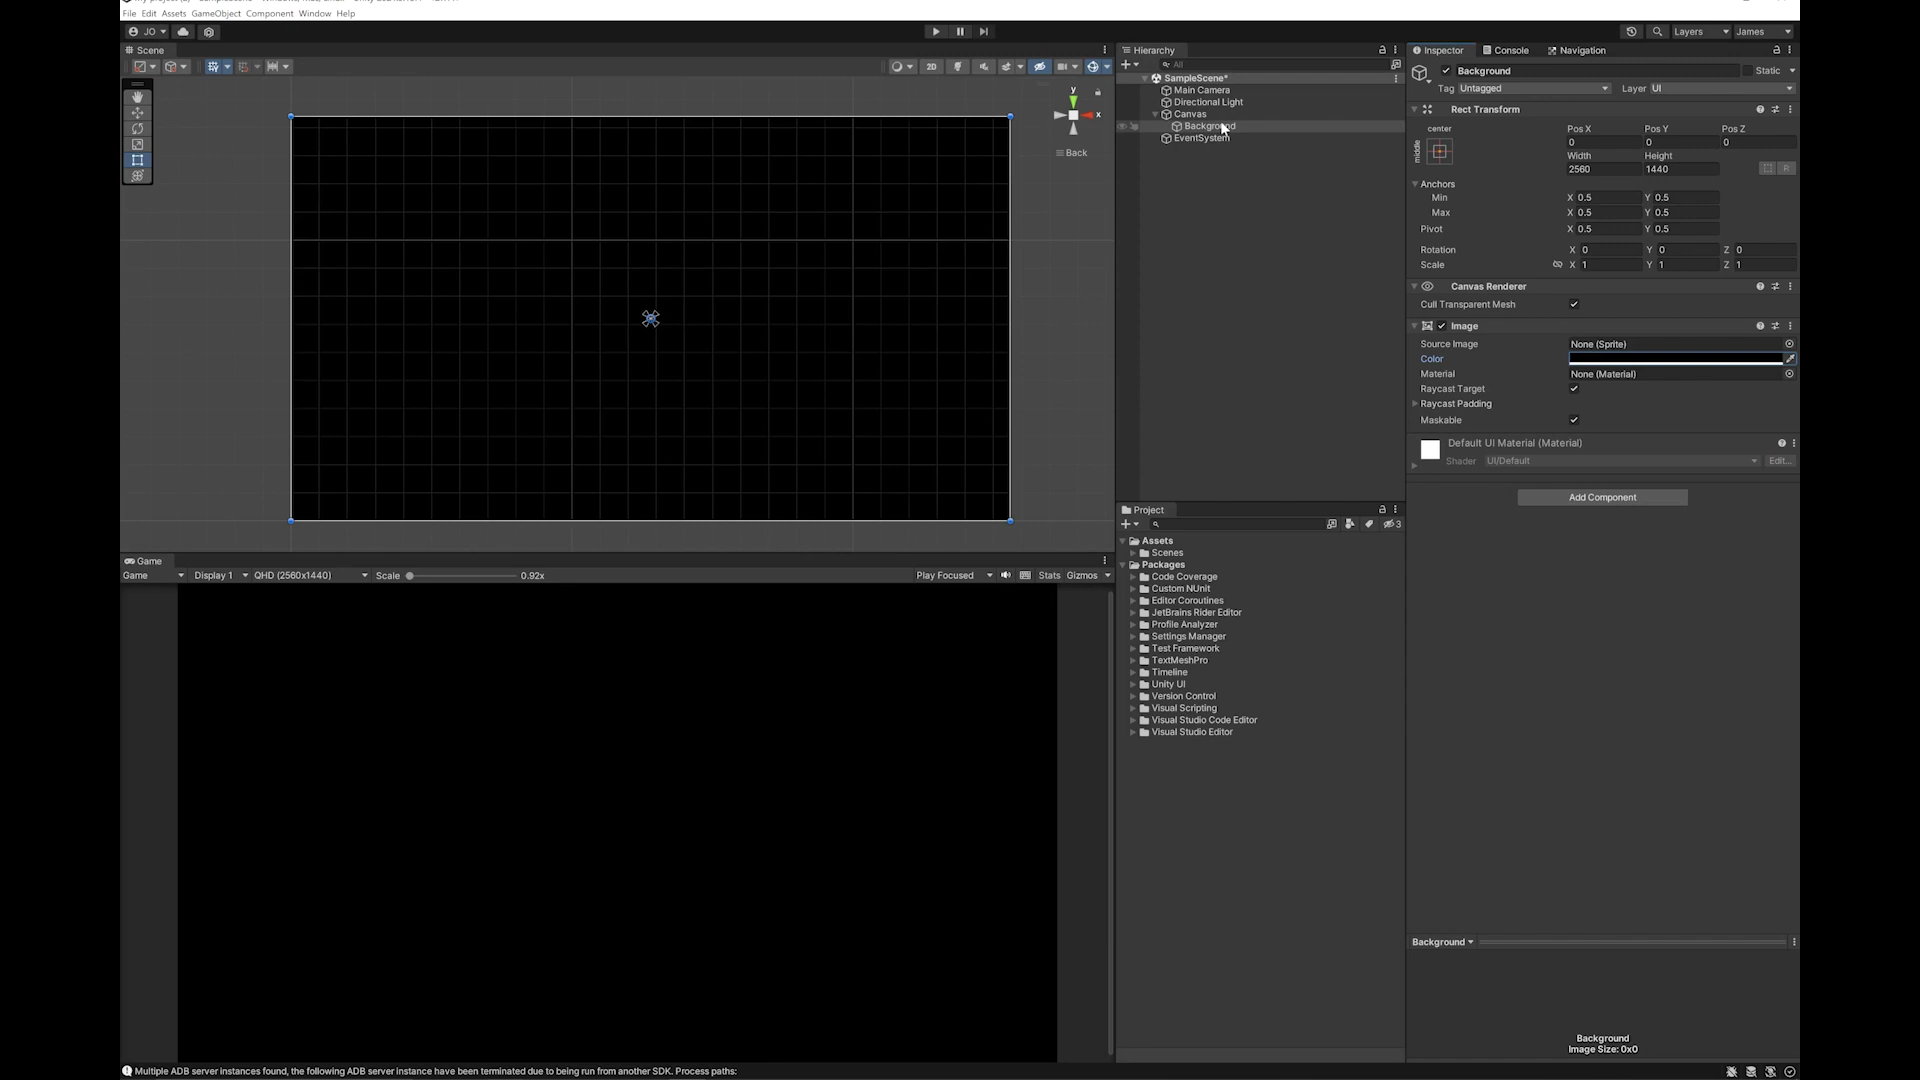 File Edit Assets GameObject Component Window Help
JO
Layers
James
Scene
2D
y
x
Back
Hierarchy
All
SampleScene*
Main Camera
Directional Light
Canvas
Background
EventSystem
Inspector
Console
Navigation
Background
Static
Tag Untagged
Layer UI
Rect Transform
center
middle
Pos X Pos Y Pos Z
0 0 0
Width Height
2560 1440
R
Anchors
Min X 0.5 Y 0.5
Max X 0.5 Y 0.5
Pivot X 0.5 Y 0.5
Rotation X 0 Y 0 Z 0
Scale X 1 Y 1 Z 1
Canvas Renderer
Cull Transparent Mesh
Image
Source Image None (Sprite)
Color
Material None (Material)
Raycast Target
Raycast Padding
Maskable
Default UI Material (Material)
Shader UI/Default Edit...
Add Component
Game
Game Display 1 QHD (2560x1440) Scale 0.92x Play Focused Stats Gizmos
Project
3
Assets
Scenes
Packages
Code Coverage
Custom NUnit
Editor Coroutines
JetBrains Rider Editor
Profile Analyzer
Settings Manager
Test Framework
TextMeshPro
Timeline
Unity UI
Version Control
Visual Scripting
Visual Studio Code Editor
Visual Studio Editor
Background
Background
Image Size: 0x0
Multiple ADB server instances found, the following ADB server instance have been terminated due to being run from another SDK. Process paths: